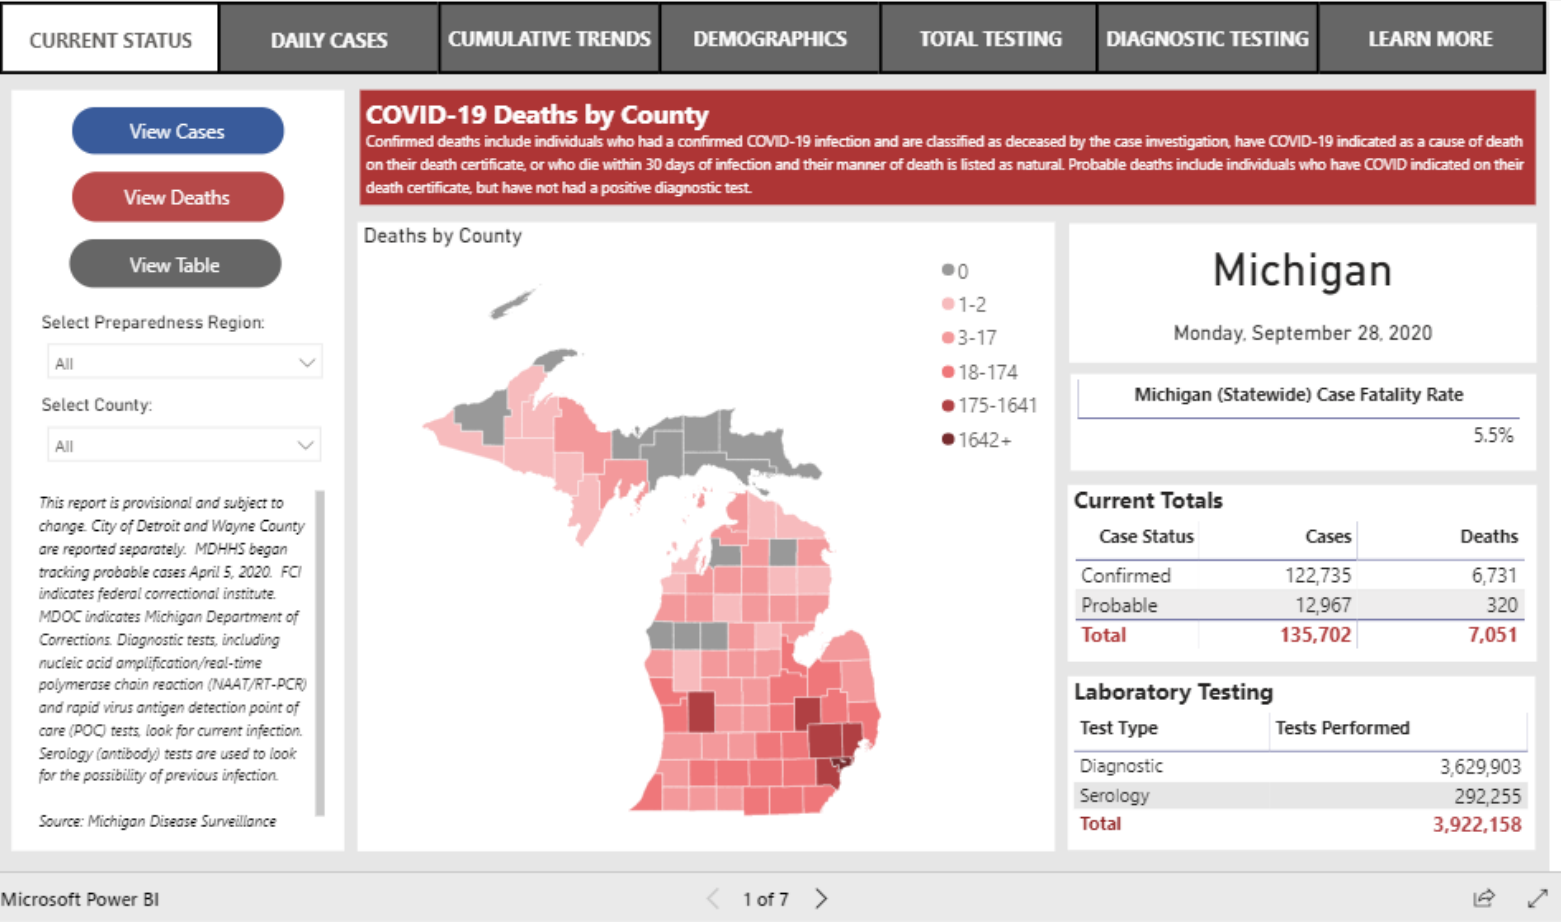 CURRENT STATUS
DAILY CASES
CUMULATIVE TRENDS
DEMOGRAPHICS
TOTAL TESTING
DIAGNOSTIC TESTING
LEARN MORE
View Cases
View Deaths
View Table
Select Preparedness Region:
All
Select County:
All
This report is provisional and subject to
change. City of Detroit and Wayne County
are reported separately. MDHHS began
tracking probable cases April 5, 2020. FCI
indicates federal correctional institute.
MDOC indicates Michigan Department of
Corrections. Diagnostic tests, including
nucleic acid amplification/real-time
polymerase chain reaction (NAAT/RT-PCR)
and rapid virus antigen detection point of
care (POC) tests, look for current infection.
Serology (antibody) tests are used to look
for the possibility of previous infection.
Source: Michigan Disease Surveillance
COVID-19 Deaths by County
Confirmed deaths include individuals who had a confirmed COVID-19 infection and are classified as deceased by the case investigation, have COVID-19 indicated as a cause of death
on their death certificate, or who die within 30 days of infection and their manner of death is listed as natural. Probable deaths include individuals who have COVID indicated on their
death certificate, but have not had a positive diagnostic test.
Deaths by County
0
1-2
3-17
18-174
175-1641
1642+
Michigan
Monday, September 28, 2020
Michigan (Statewide) Case Fatality Rate
5.5%
Current Totals
Case Status Cases Deaths
Confirmed 122,735 6,731
Probable 12,967 320
Total 135,702 7,051
Laboratory Testing
Test Type Tests Performed
Diagnostic 3,629,903
Serology 292,255
Total 3,922,158
Microsoft Power BI
1 of 7